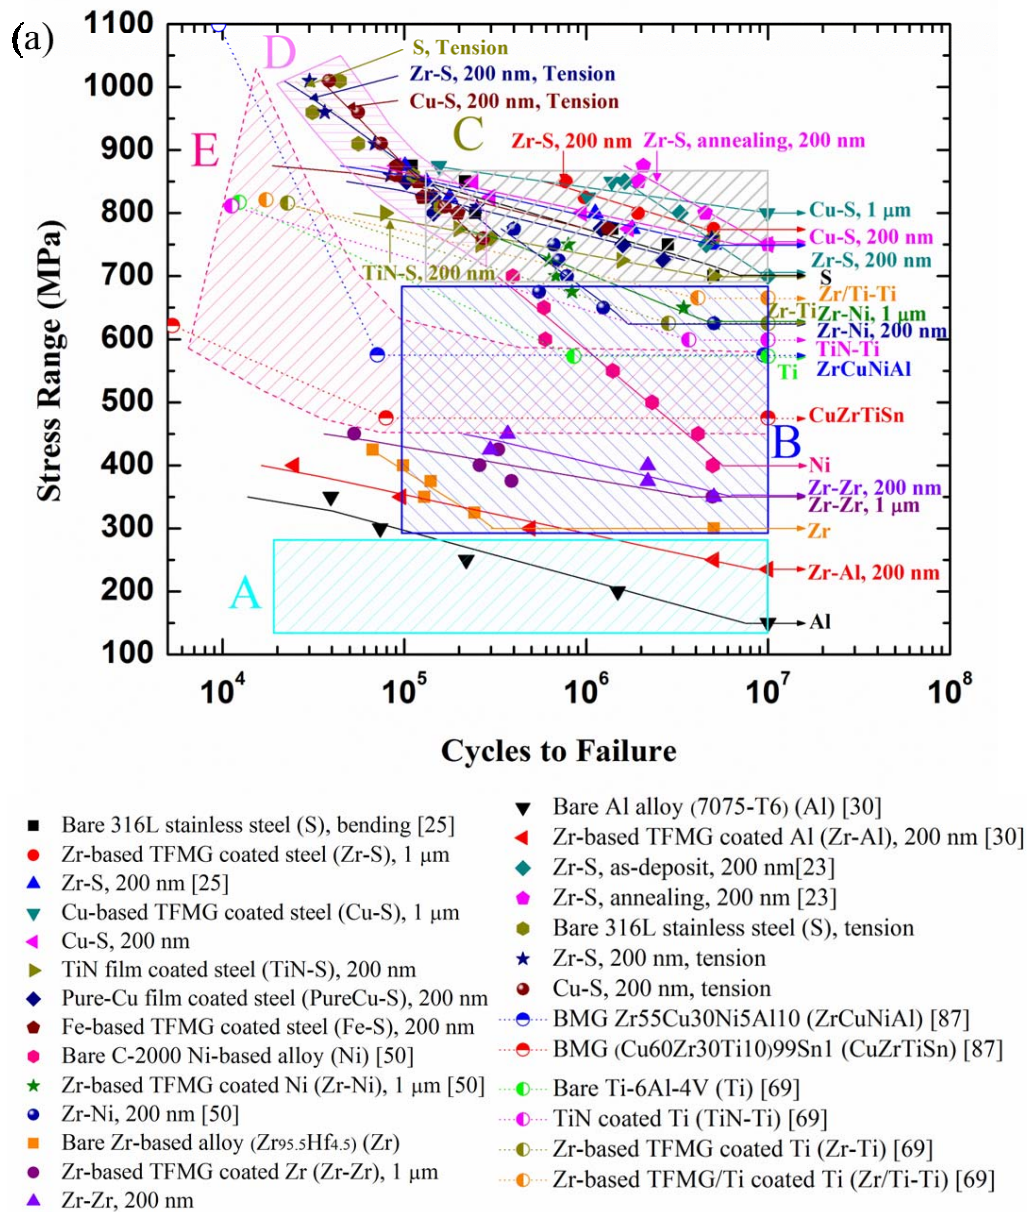 (a)
1100
1000
900
800
700
600
500
400
300
200
100
Stress Range (MPa)
D
E
C
B
A
S, Tension
Zr-S, 200 nm, Tension
Cu-S, 200 nm, Tension
Zr-S, 200 nm
Zr-S, annealing, 200 nm
TiN-S, 200 nm
Cu-S, 1 μm
Cu-S, 200 nm
Zr-S, 200 nm
S
Zr/Ti-Ti
Zr-Ti
Zr-Ni, 1 μm
Zr-Ni, 200 nm
TiN-Ti
Ti
ZrCuNiAl
CuZrTiSn
Ni
Zr-Zr, 200 nm
Zr-Zr, 1 μm
Zr
Zr-Al, 200 nm
Al
10^4
10^5
10^6
10^7
10^8
Cycles to Failure
Bare 316L stainless steel (S), bending [25]
Zr-based TFMG coated steel (Zr-S), 1 μm
Zr-S, 200 nm [25]
Cu-based TFMG coated steel (Cu-S), 1 μm
Cu-S, 200 nm
TiN film coated steel (TiN-S), 200 nm
Pure-Cu film coated steel (PureCu-S), 200 nm
Fe-based TFMG coated steel (Fe-S), 200 nm
Bare C-2000 Ni-based alloy (Ni) [50]
Zr-based TFMG coated Ni (Zr-Ni), 1 μm [50]
Zr-Ni, 200 nm [50]
Bare Zr-based alloy (Zr95.5Hf4.5) (Zr)
Zr-based TFMG coated Zr (Zr-Zr), 1 μm
Zr-Zr, 200 nm
Bare Al alloy (7075-T6) (Al) [30]
Zr-based TFMG coated Al (Zr-Al), 200 nm [30]
Zr-S, as-deposit, 200 nm[23]
Zr-S, annealing, 200 nm [23]
Bare 316L stainless steel (S), tension
Zr-S, 200 nm, tension
Cu-S, 200 nm, tension
BMG Zr55Cu30Ni5Al10 (ZrCuNiAl) [87]
BMG (Cu60Zr30Ti10)99Sn1 (CuZrTiSn) [87]
Bare Ti-6Al-4V (Ti) [69]
TiN coated Ti (TiN-Ti) [69]
Zr-based TFMG coated Ti (Zr-Ti) [69]
Zr-based TFMG/Ti coated Ti (Zr/Ti-Ti) [69]